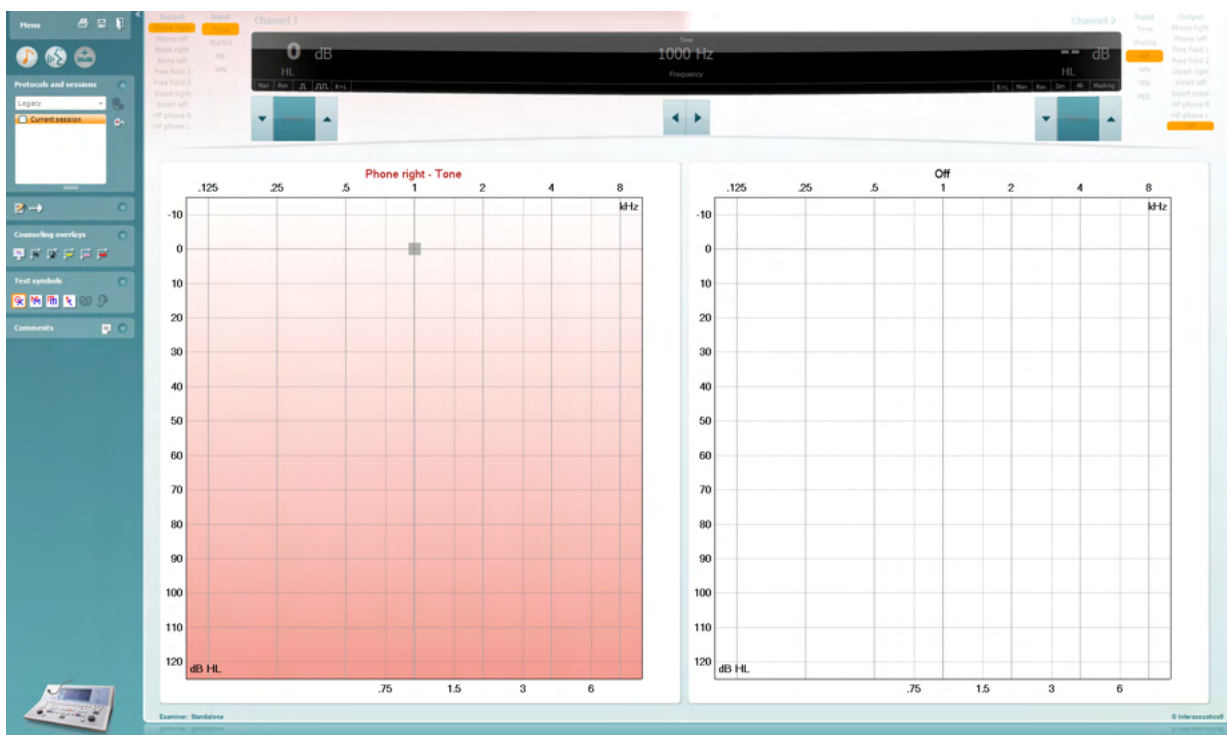 Menu
+
20dB
Protocols and sessions
Legacy
Current session
Counseling overlays
Test symbols
Comments
Output
Phone right
Phone left
Bone right
Bone left
Free field 1
Free field 2
Insert right
Insert left
HF phone R
HF phone L
Input
Tone
Warble
NB
WN
Channel 1
0 dB
HL
Man Rev R+L
Tone
1000 Hz
Frequency
Channel 2
-- dB
HL
R+L Man Rev Sim Alt Masking
Input
Tone
Warble
NB
WN
TEN
PED
Output
Phone right
Phone left
Free field 1
Free field 2
Insert right
Insert left
Insert mask
HF phone R
HF phone L
Off
Phone right - Tone
.125 .25 .5 1 2 4 8
kHz
-10
0
10
20
30
40
50
60
70
80
90
100
110
120
dB HL
.75 1.5 3 6
Off
.125 .25 .5 1 2 4 8
kHz
-10
0
10
20
30
40
50
60
70
80
90
100
110
120
dB HL
.75 1.5 3 6
Examiner: Standalone
© Interacoustics®